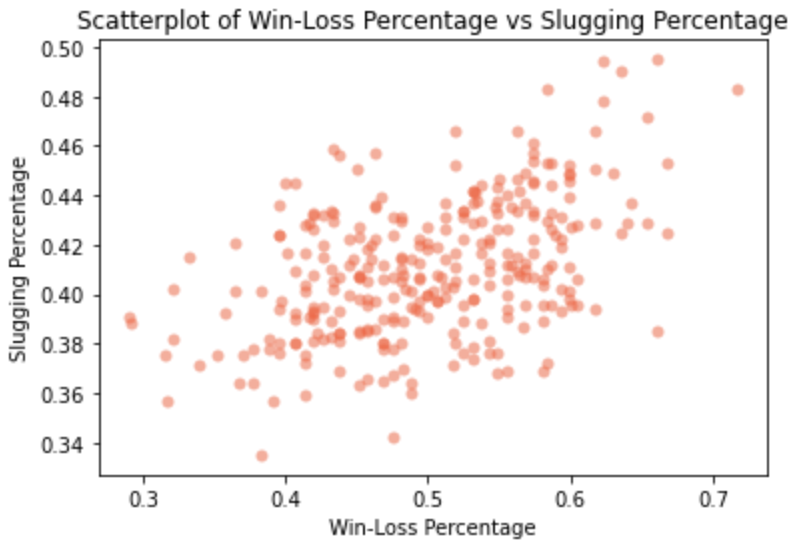 Scatterplot of Win-Loss Percentage vs Slugging Percentage
0.50
0.48
0.46
0.44
0.42
0.40
0.38
0.36
0.34
Slugging Percentage
0.3 0.4 0.5 0.6 0.7
Win-Loss Percentage